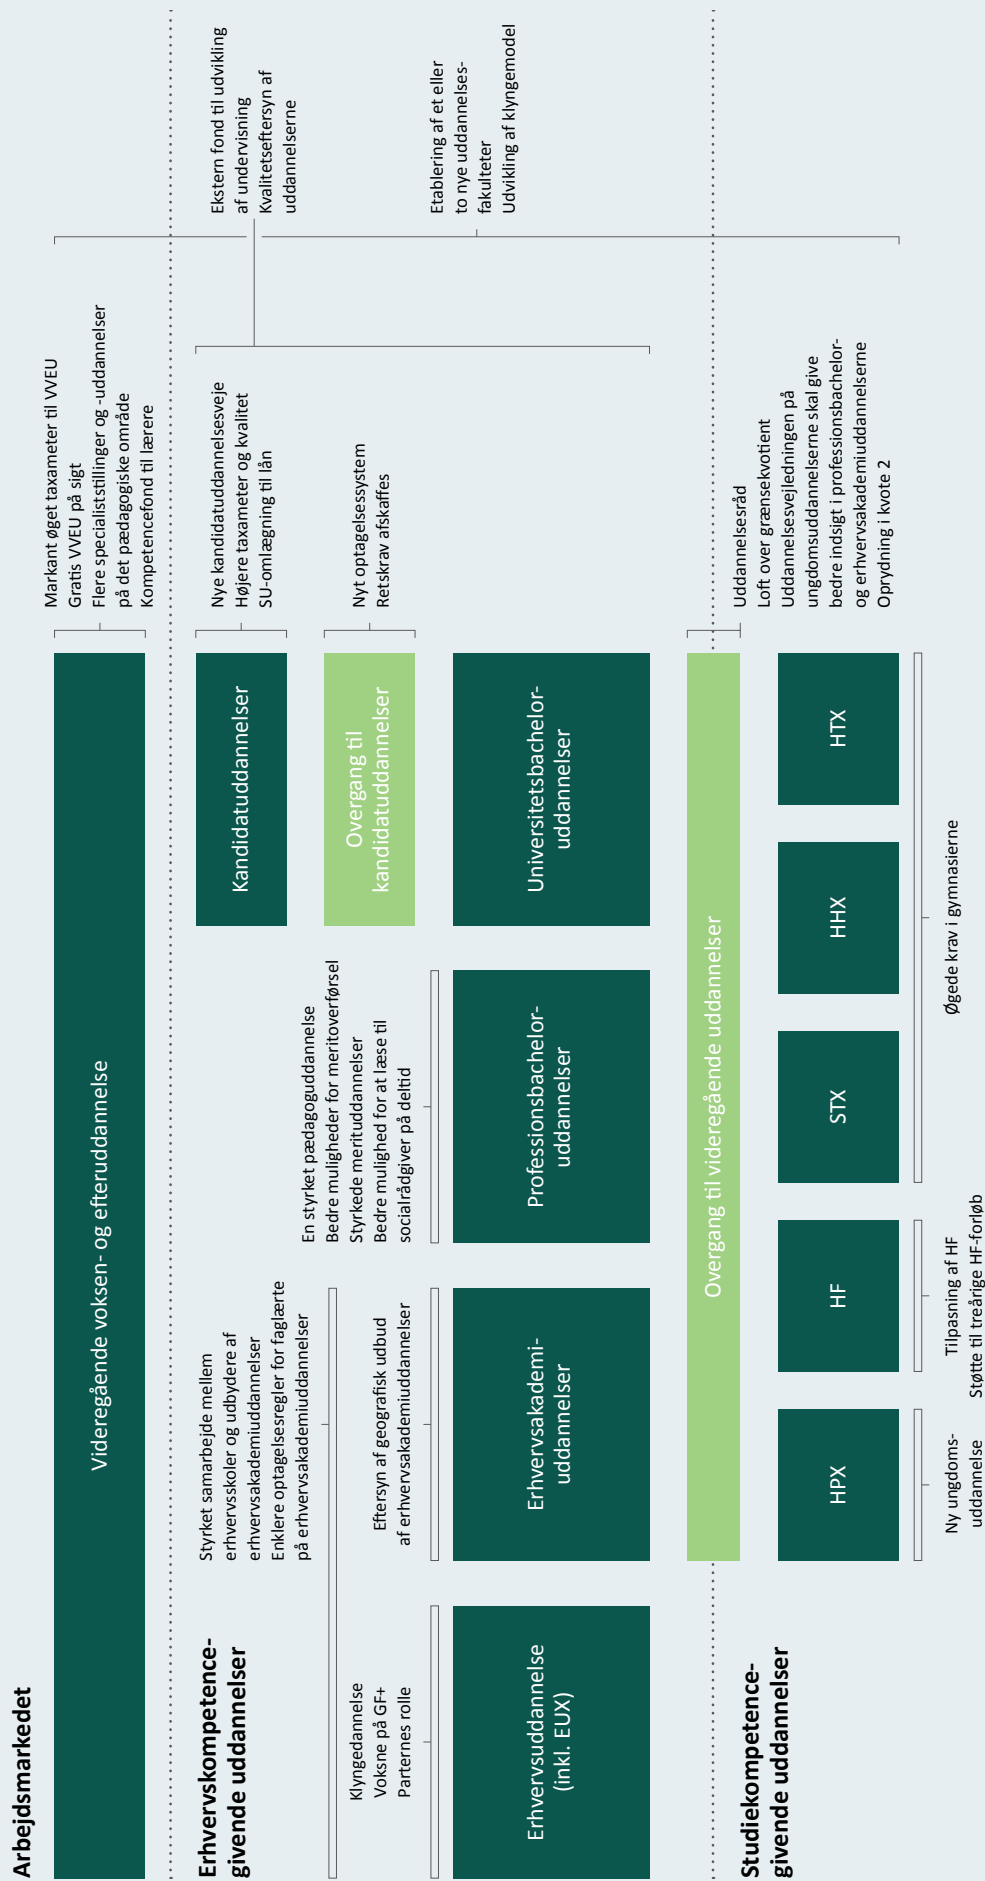 Arbejdsmarkedet
Videregående voksen- og efteruddannelse
Markant øget taxameter til VVEU
Gratis VVEU på sigt
Flere specialiststillinger og -uddannelser
på det pædagogiske område
Kompetencefond til lærere
Erhvervskompetence-
givende uddannelser
Styrket samarbejde mellem
erhvervsskoler og udbydere af
erhvervsakademiuddannelser
Enklere optagelsesregler for faglærte
på erhvervsakademiuddannelser
Kandidatuddannelser
Nye kandidatuddannelsesveje
Højere taxameter og kvalitet
SU-omlægning til lån
Ekstern fond til udvikling
af undervisning
Kvalitetseftersyn af
uddannelserne
Klyngedannelse
Voksne på GF+
Parternes rolle
Eftersyn af geografisk udbud
af erhvervsakademiuddannelser
En styrket pædagoguddannelse
Bedre muligheder for meritoverførsel
Styrkede merituddannelser
Bedre mulighed for at læse til
socialrådgiver på deltid
Overgang til
kandidatuddannelser
Nyt optagelsessystem
Retskrav afskaffes
Erhvervsuddannelse
(inkl. EUX)
Erhvervsakademi-
uddannelser
Professionsbachelor-
uddannelser
Universitetsbachelor-
uddannelser
Etablering af et eller
to nye uddannelses-
fakulteter
Udvikling af klyngemodel
Overgang til videregående uddannelser
Uddannelsesråd
Loft over grænsekvotient
Uddannelsesvejledningen på
ungdomsuddannelserne skal give
bedre indsigt i professionsbachelor-
og erhvervsakademiuddannelserne
Oprydning i kvote 2
Studiekompetence-
givende uddannelser
HPX
HF
STX
HHX
HTX
Ny ungdoms-
uddannelse
Tilpasning af HF
Støtte til treårige HF-forløb
Øgede krav i gymnasierne